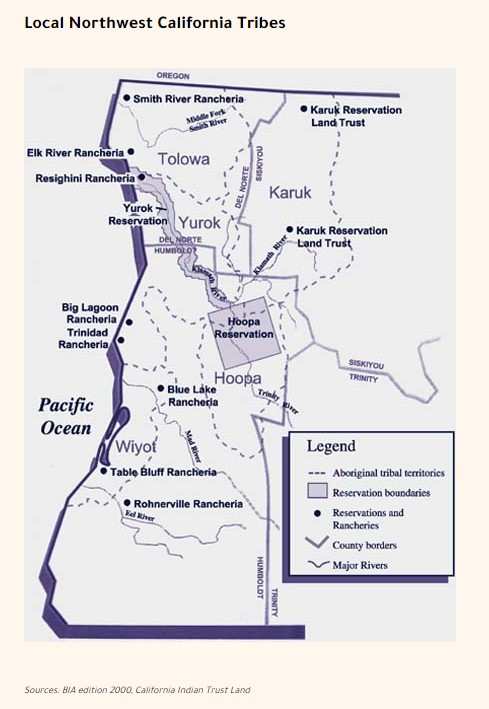 Local Northwest California Tribes
OREGON
Smith River Rancheria
Middle Fork
Smith River
Karuk Reservation
Land Trust
Elk River Rancheria
Tolowa
Resighini Rancheria
DEL NORTE
SISKIYOU
Karuk
Yurok
Reservation
Yurok
DEL NORTE
HUMBOLDT
Karuk Reservation
Land Trust
Klamath River
Klamath River
Big Lagoon
Rancheria
Trinidad
Rancheria
Hoopa
Reservation
SISKIYOU
TRINITY
Hoopa
Blue Lake
Rancheria
Trinity River
Pacific
Ocean
Mad River
Wiyot
Table Bluff Rancheria
Rohnerville Rancheria
Eel River
HUMBOLDT
TRINITY
Legend
Aboriginal tribal territories
Reservation boundaries
Reservations and
Rancheries
County borders
Major Rivers
Sources: BIA edition 2000, California Indian Trust Land